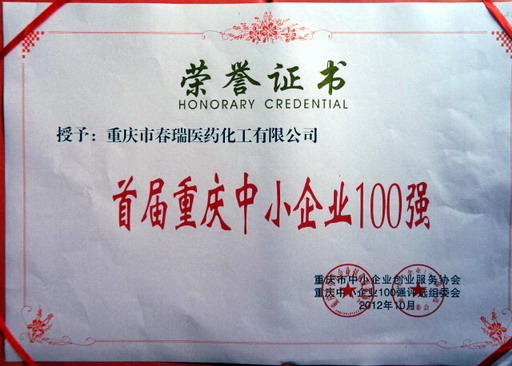 荣誉证书
HONORARY CREDENTIAL
授予：重庆市春瑞医药化工有限公司
首届重庆中小企业100强
重庆市中小企业创业服务协会
重庆中小企业100强评选组委会
2012年10月